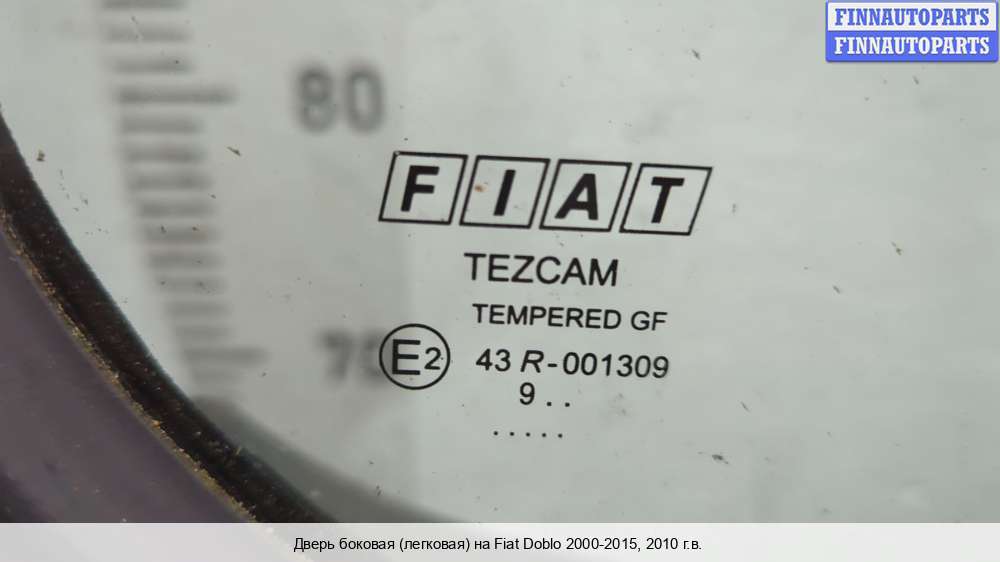 FINNAUTOPARTS
FINNAUTOPARTS
80
FIAT
TEZCAM
TEMPERED GF
70
E2
43 R-001309
9 . .
. . . . .
Дверь боковая (легковая) на Fiat Doblo 2000-2015, 2010 г.в.